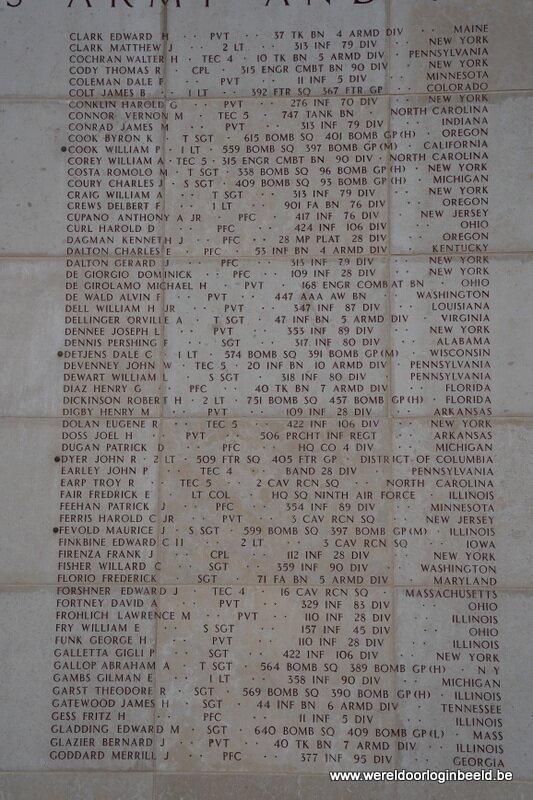 ARMY AND
CLARK EDWARD H · PVT · 37 TK BN 4 ARMD DIV · MAINE
CLARK MATTHEW J · 2 LT · 313 INF 79 DIV · NEW YORK
COCHRAN WALTER H · TEC 4 · 10 TK BN 5 ARMD DIV · PENNSYLVANIA
CODY THOMAS R · CPL · 315 ENGR CMBT BN 90 DIV · NEW YORK
COLEMAN DALE F · PVT · 11 INF 5 DIV · MINNESOTA
COLT JAMES B · 1 LT · 392 FTR SQ 367 FTR GP · COLORADO
CONKLIN HAROLD G · PVT · 276 INF 70 DIV · NEW YORK
CONNOR VERNON M · TEC 5 · 747 TANK BN · NORTH CAROLINA
CONRAD JAMES M · PVT · 313 INF 79 DIV · INDIANA
COOK BYRON K · T SGT · 615 BOMB SQ 401 BOMB GP (H) · OREGON
COOK WILLIAM P · 1 LT · 559 BOMB SQ 397 BOMB GP (M) · CALIFORNIA
COREY WILLIAM A · TEC 5 · 315 ENGR CMBT BN 90 DIV · NORTH CAROLINA
COSTA ROMOLO M · T SGT · 338 BOMB SQ 96 BOMB GP (H) · NEW YORK
COURY CHARLES J · S SGT · 409 BOMB SQ 93 BOMB GP (H) · MICHIGAN
CRAIG WILLIAM A · T SGT · 313 INF 79 DIV · NEW YORK
CREWS DELBERT F · 1 LT · 901 FA BN 76 DIV · OREGON
CUPANO ANTHONY A JR · PFC · 417 INF 76 DIV · NEW JERSEY
CURL HAROLD D · PFC · 424 INF 106 DIV · OHIO
DAGMAN KENNETH J · PFC · 28 MP PLAT 28 DIV · OREGON
DALTON CHARLES E · PFC · 53 INF BN 4 ARMD DIV · KENTUCKY
DALTON GERARD J · PFC · 313 INF 79 DIV · NEW YORK
DE GIORGIO DOMINICK · PFC · 109 INF 28 DIV · NEW YORK
DE GIROLAMO MICHAEL H · PVT · 168 ENGR COMBAT BN · OHIO
DE WALD ALVIN F · PVT · 447 AAA AW BN · WASHINGTON
DELL WILLIAM H JR · PVT · 347 INF 87 DIV · LOUISIANA
DELLINGER ORVILLE A · T SGT · 47 INF BN 5 ARMD DIV · VIRGINIA
DENNEE JOSEPH L · PVT · 353 INF 89 DIV · NEW YORK
DENNIS PERSHING F · SGT · 317 INF 80 DIV · ALABAMA
DETJENS DALE C · 1 LT · 574 BOMB SQ 391 BOMB GP (M) · WISCONSIN
DEVENNEY JOHN W · TEC 5 · 20 INF BN 10 ARMD DIV · PENNSYLVANIA
DEWART WILLIAM L · S SGT · 318 INF 80 DIV · PENNSYLVANIA
DIAZ HENRY G · PFC · 40 TK BN 7 ARMD DIV · FLORIDA
DICKINSON ROBERT H · 2 LT · 751 BOMB SQ 457 BOMB GP (H) · FLORIDA
DIGBY HENRY M · PVT · 109 INF 28 DIV · ARKANSAS
DOLAN EUGENE R · TEC 5 · 422 INF 106 DIV · NEW YORK
DOSS JOEL H · PVT · 506 PRCHT INF REGT · ARKANSAS
DUGAN PATRICK D · PFC · HQ CO 4 DIV · MICHIGAN
DYER JOHN R · 2 LT · 509 FTR SQ 405 FTR GP · DISTRICT OF COLUMBIA
EARLEY JOHN P · TEC 4 · BAND 28 DIV · PENNSYLVANIA
EARP TROY R · TEC 5 · 2 CAV RCN SQ · NORTH CAROLINA
FAIR FREDRICK E · LT COL · HQ SQ NINTH AIR FORCE · ILLINOIS
FEEHAN PATRICK J · PFC · 354 INF 89 DIV · MINNESOTA
FERRIS HAROLD C JR · PVT · 3 CAV RCN SQ · NEW JERSEY
FEVOLD MAURICE J · S SGT · 599 BOMB SQ 397 BOMB GP (M) · ILLINOIS
FINKBINE EDWARD C II · 2 LT · 3 CAV RCN SQ · IOWA
FIRENZA FRANK J · CPL · 112 INF 28 DIV · NEW YORK
FISHER WILLARD C · SGT · 359 INF 90 DIV · WASHINGTON
FLORIO FREDERICK · SGT · 71 FA BN 5 ARMD DIV · MARYLAND
FORSHNER EDWARD J · TEC 4 · 16 CAV RCN SQ · MASSACHUSETTS
FORTNEY DAVID A · PVT · 329 INF 83 DIV · OHIO
FROHLICH LAWRENCE M · PVT · 110 INF 28 DIV · ILLINOIS
FRY WILLIAM E · S SGT · 157 INF 45 DIV · OHIO
FUNK GEORGE H · PVT · 110 INF 28 DIV · ILLINOIS
GALLETTA GIGLI P · SGT · 422 INF 106 DIV · NEW YORK
GALLOP ABRAHAM A · T SGT · 564 BOMB SQ 389 BOMB GP (H) · N Y
GAMBS GILMAN E · 1 LT · 358 INF 90 DIV · MICHIGAN
GARST THEODORE R · SGT · 569 BOMB SQ 390 BOMB GP (H) · ILLINOIS
GATEWOOD JAMES H · SGT · 44 INF BN 6 ARMD DIV · TENNESSEE
GESS FRITZ H · PFC · 11 INF 5 DIV · ILLINOIS
GLADDING EDWARD M · SGT · 640 BOMB SQ 409 BOMB GP (L) · MASS
GLAZIER BERNARD J · PVT · 40 TK BN 7 ARMD DIV · ILLINOIS
GODDARD MERRILL J · PFC · 377 INF 95 DIV · GEORGIA
www.wereldoorloginbeeld.be